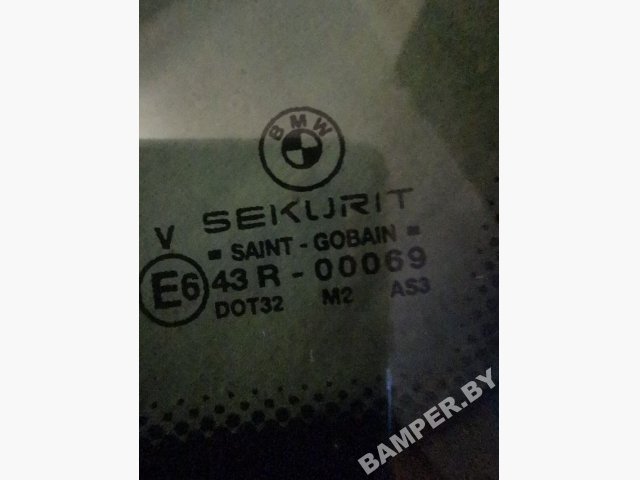 BMW
SEKURIT
V
SAINT - GOBAIN
E6 43 R - 00069
DOT32 M2 AS3
BAMPER.BY